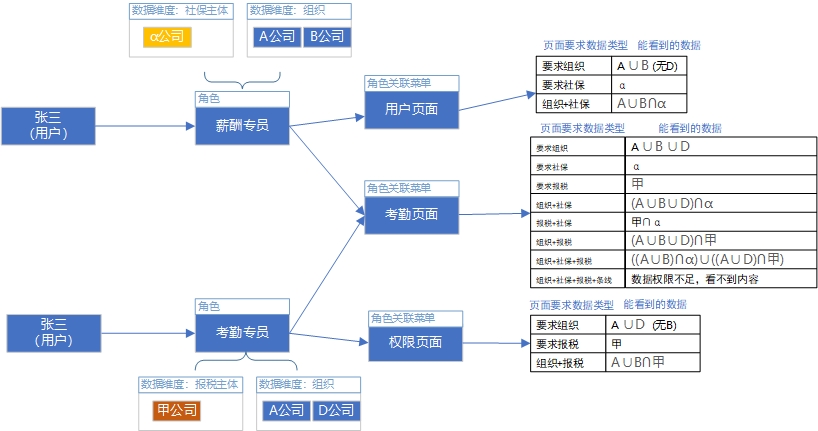 数据维度：社保主体
数据维度：组织
α公司
A公司
B公司
角色
薪酬专员
张三
（用户）
角色关联菜单
用户页面
页面要求数据类型 能看到的数据
要求组织 A∪B (无D)
要求社保 α
组织+社保 A∪B∩α
角色关联菜单
考勤页面
页面要求数据类型 能看到的数据
要求组织 A∪B∪D
要求社保 α
要求报税 甲
组织+社保 (A∪B∪D)∩α
报税+社保 甲∩α
组织+报税 (A∪B∪D)∩甲
组织+社保+报税 ((A∪B)∩α)∪((A∪D)∩甲)
组织+社保+报税+条线 数据权限不足，看不到内容
张三
（用户）
角色
考勤专员
角色关联菜单
权限页面
页面要求数据类型 能看到的数据
要求组织 A∪D (无B)
要求报税 甲
组织+报税 A∪B∩甲
数据维度：报税主体
数据维度：组织
甲公司
A公司
D公司